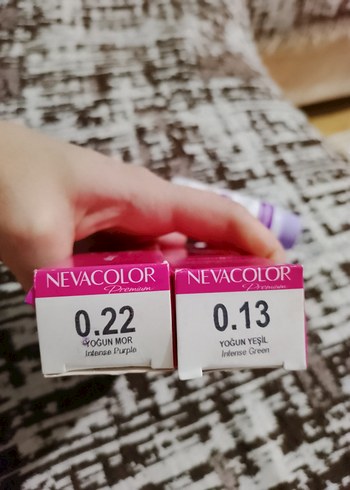 NEVACOLOR
Premium
0.22
YOĞUN MOR
Intense Purple
NEVACOLOR
Premium
0.13
YOĞUN YEŞİL
Intense Green